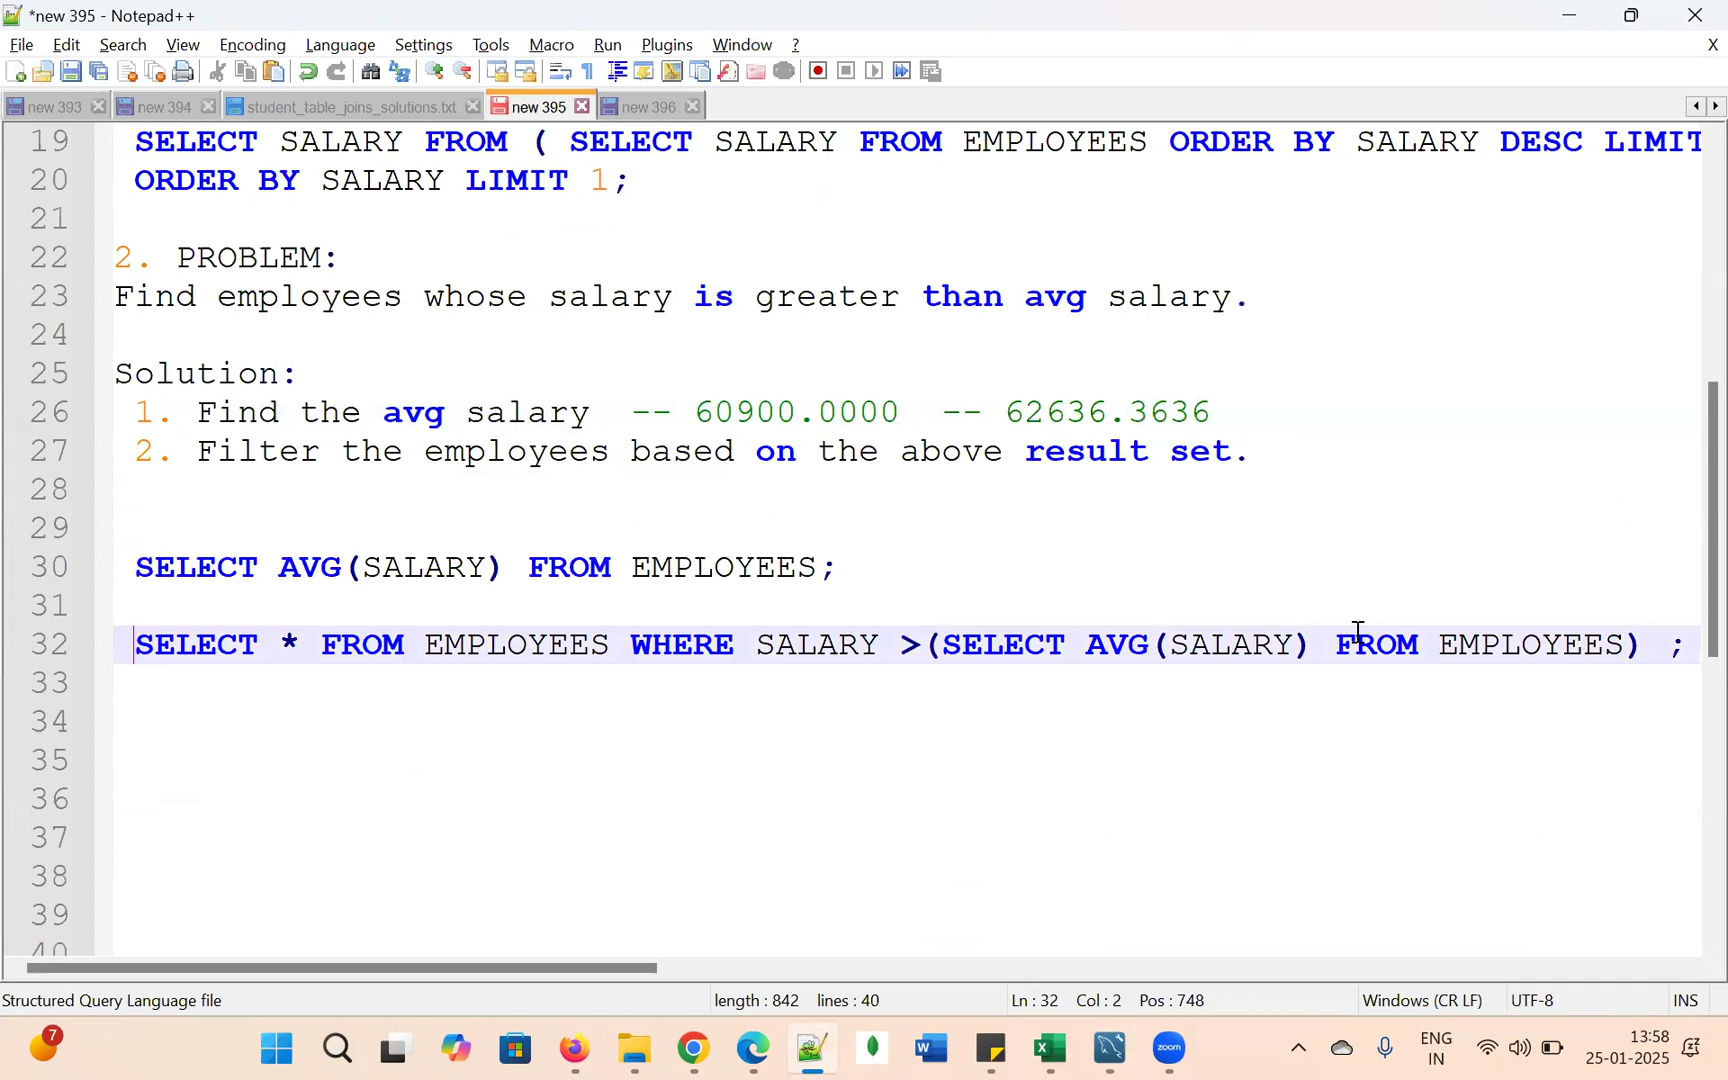 *new 395 - Notepad++
File Edit Search View Encoding Language Settings Tools Macro Run Plugins Window ? X
new 393 new 394 student_table_joins_solutions.txt new 395 new 396
19 SELECT SALARY FROM ( SELECT SALARY FROM EMPLOYEES ORDER BY SALARY DESC LIMIT
20 ORDER BY SALARY LIMIT 1;
21
22 2. PROBLEM:
23 Find employees whose salary is greater than avg salary.
24
25 Solution:
26 1. Find the avg salary -- 60900.0000 -- 62636.3636
27 2. Filter the employees based on the above result set.
28
29
30 SELECT AVG(SALARY) FROM EMPLOYEES;
31
32 SELECT * FROM EMPLOYEES WHERE SALARY >(SELECT AVG(SALARY) FROM EMPLOYEES) ;
33
34
35
36
37
38
39
40
Structured Query Language file length : 842 lines : 40 Ln : 32 Col : 2 Pos : 748 Windows (CR LF) UTF-8 INS
7 W zoom ENG 13:58
IN 25-01-2025